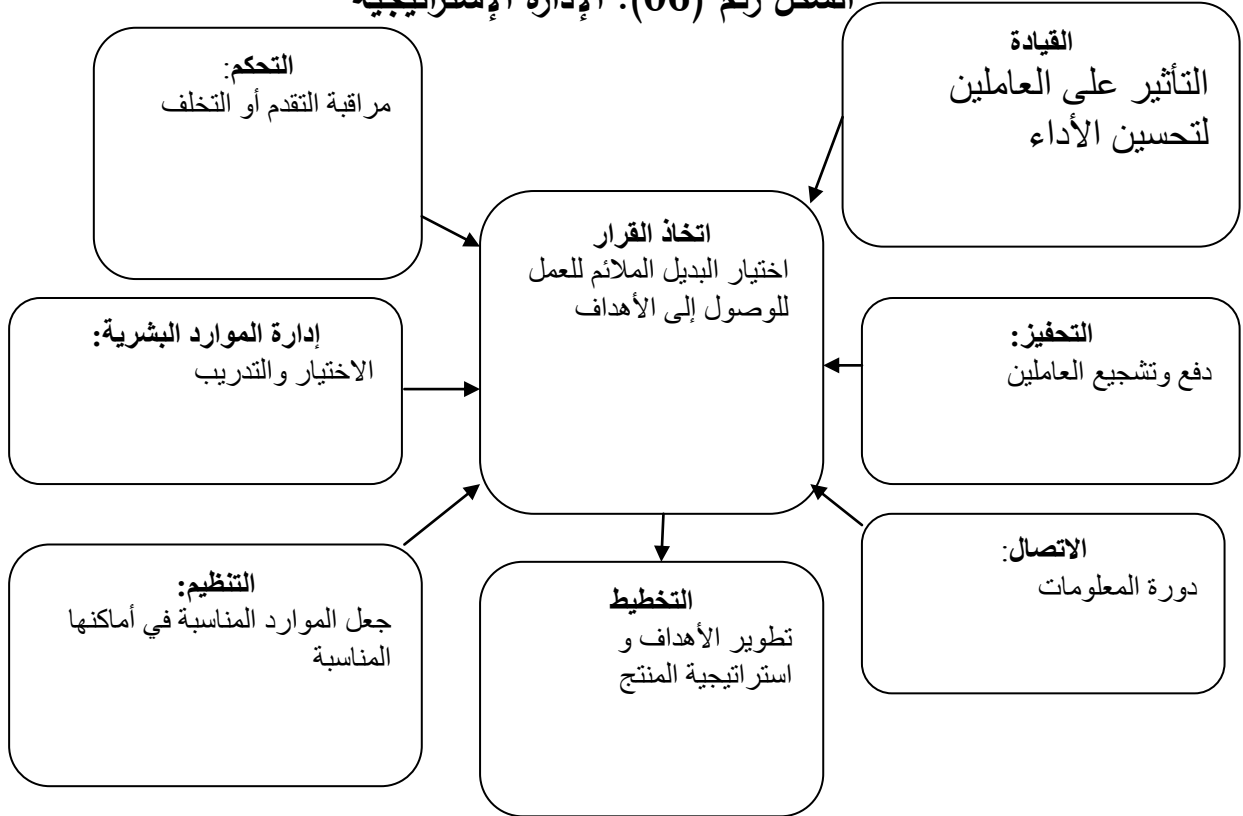 الشكل رقم (06): الإدارة الإستراتيجية
القيادة
التأثير على العاملين
لتحسين الأداء
التحكم:
مراقبة التقدم أو التخلف
اتخاذ القرار
اختيار البديل الملائم للعمل
للوصول إلى الأهداف
التحفيز:
دفع وتشجيع العاملين
إدارة الموارد البشرية:
الاختيار والتدريب
الاتصال:
دورة المعلومات
التخطيط
تطوير الأهداف و
استراتيجية المنتج
التنظيم:
جعل الموارد المناسبة في أماكنها
المناسبة